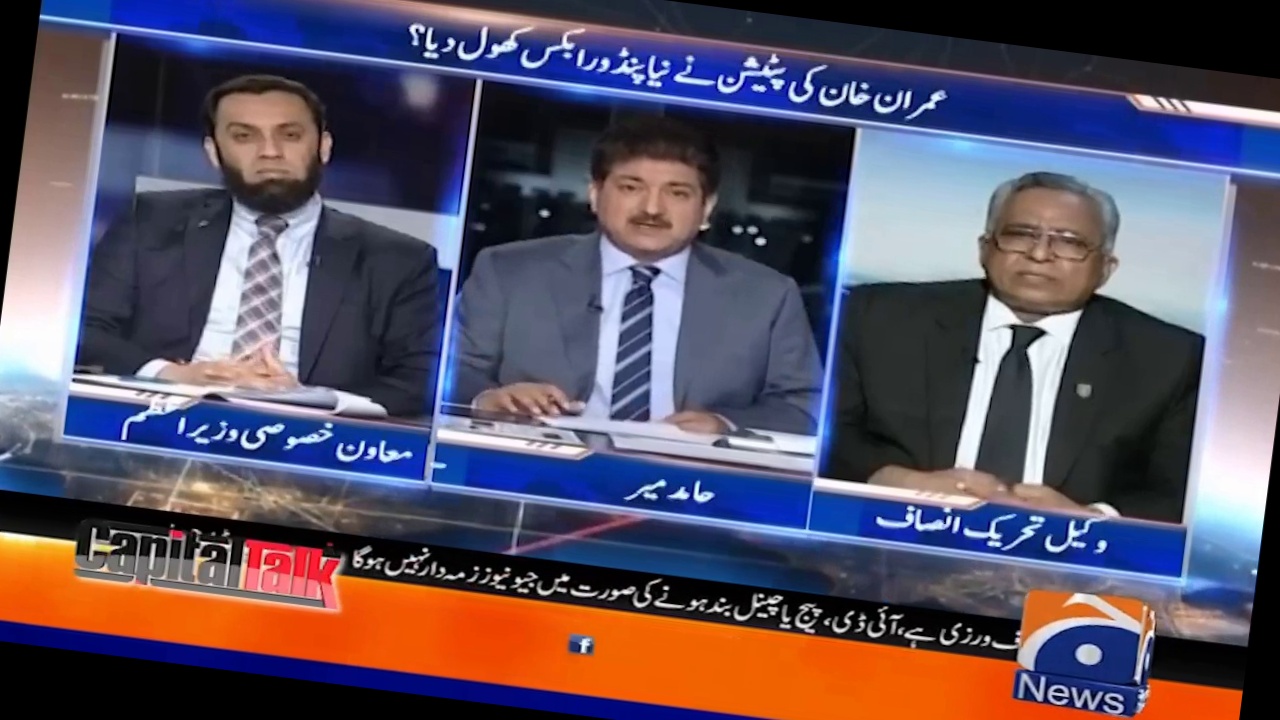 عمران خان کی پٹیشن نے نیا پنڈورا بکس کھول دیا؟
معاون خصوصی وزیر اعظم
حامد میر
وکیل تحریک انصاف
Capital Talk
ورزی ہے، آئی ڈی، پیج یا چینل بند ہونے کی صورت میں جیو نیوز زمہ دار نہیں ہوگا
f
News